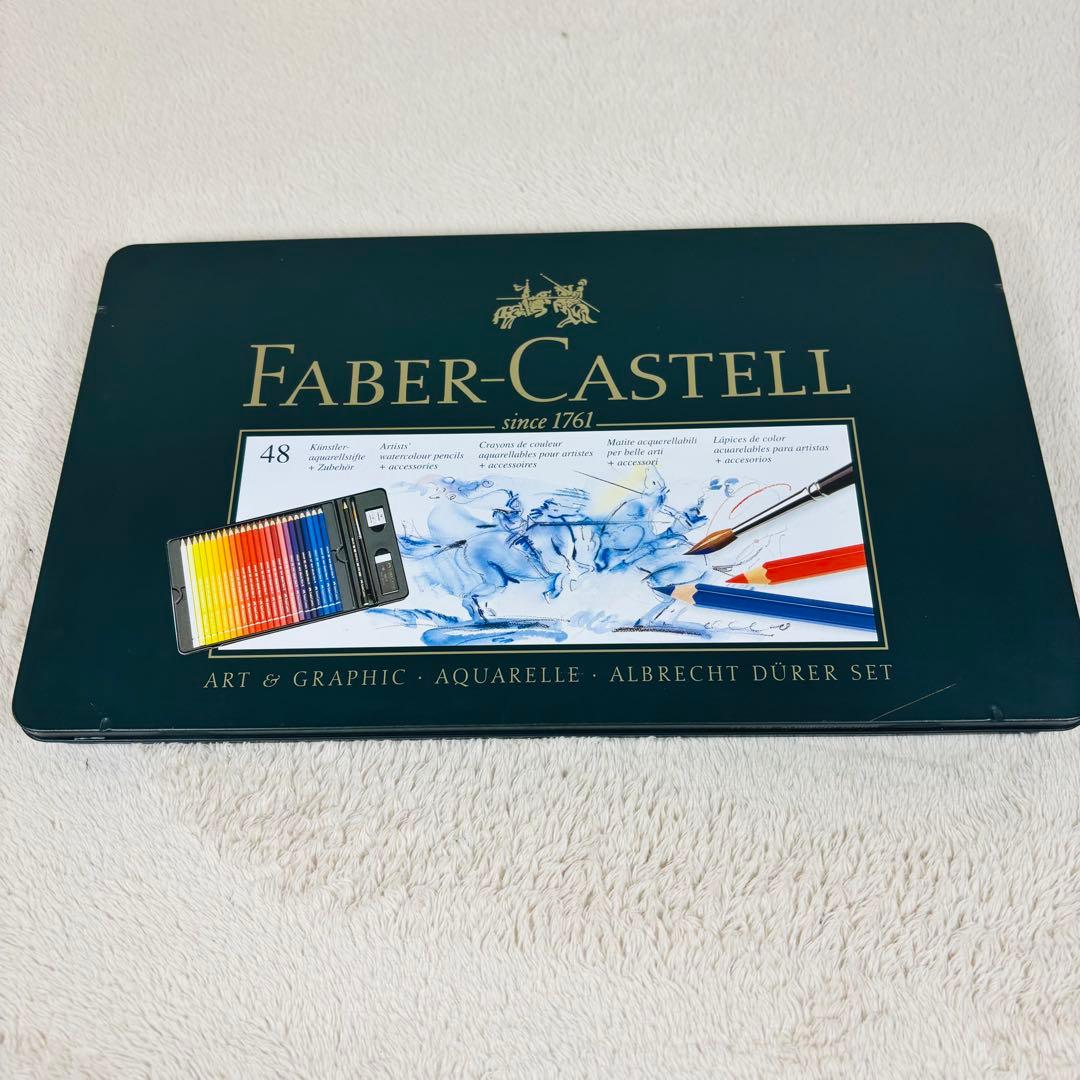 FABER-CASTELL
since 1761
48
Künstler-
aquarellstifte
+ Zubehör
Artists'
watercolour pencils
+ accessories
Crayons de couleur
aquarellables pour artistes
+ accessoires
Matite acquerellabili
per belle arti
+ accessori
Lápices de color
acuarelables para artistas
+ accesorios
ART & GRAPHIC · AQUARELLE · ALBRECHT DÜRER SET